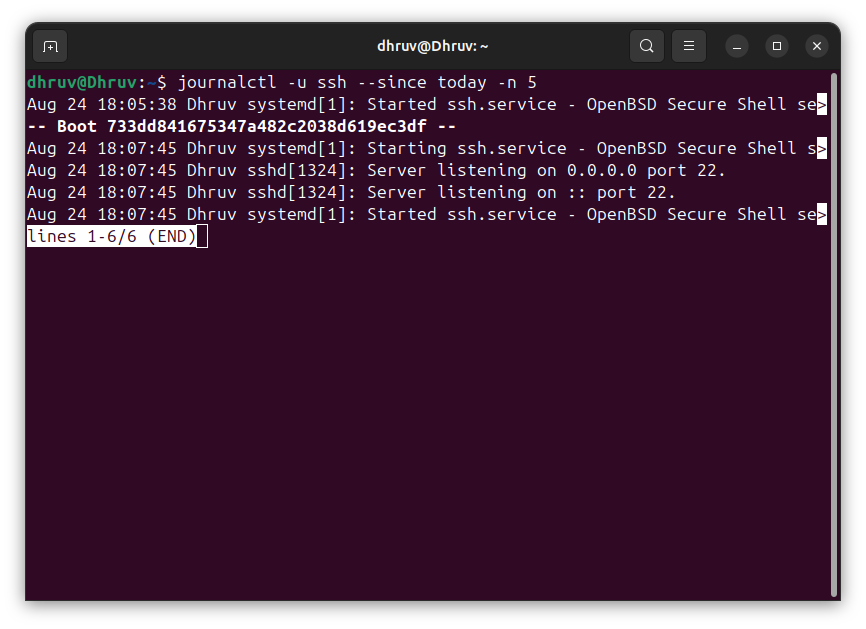 dhruv@Dhruv: ~
dhruv@Dhruv:~$ journalctl -u ssh --since today -n 5
Aug 24 18:05:38 Dhruv systemd[1]: Started ssh.service - OpenBSD Secure Shell se>
-- Boot 733dd841675347a482c2038d619ec3df --
Aug 24 18:07:45 Dhruv systemd[1]: Starting ssh.service - OpenBSD Secure Shell s>
Aug 24 18:07:45 Dhruv sshd[1324]: Server listening on 0.0.0.0 port 22.
Aug 24 18:07:45 Dhruv sshd[1324]: Server listening on :: port 22.
Aug 24 18:07:45 Dhruv systemd[1]: Started ssh.service - OpenBSD Secure Shell se>
lines 1-6/6 (END)